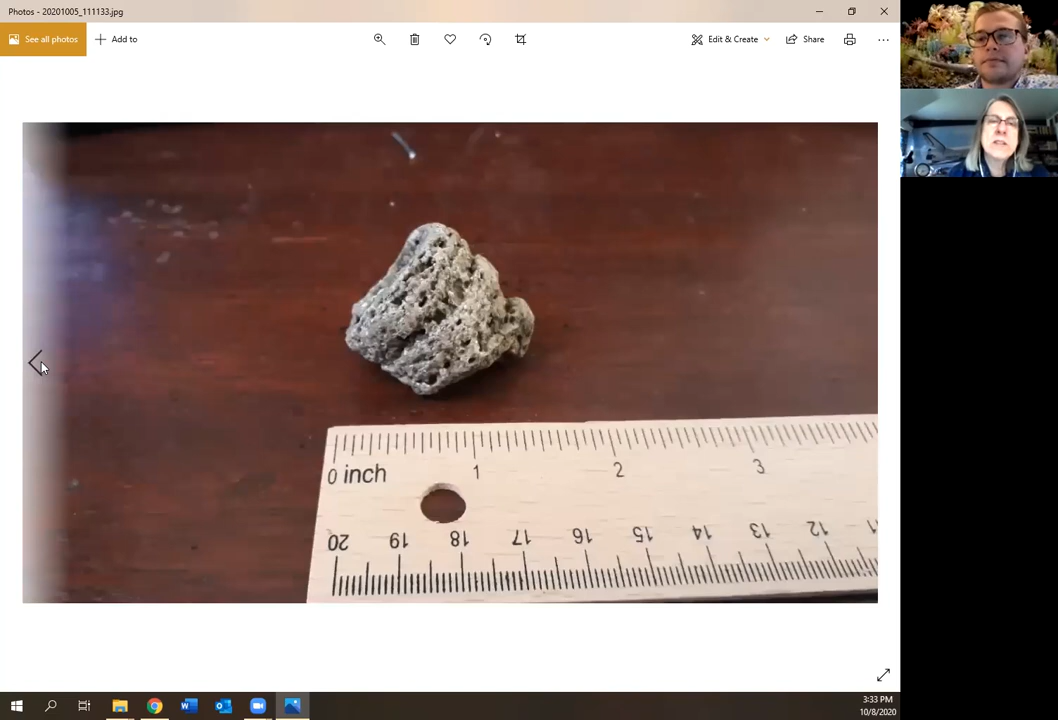 Photos - 20201005_111133.jpg
See all photos
Add to
Edit & Create
Share
0 inch 1 2 3
20 19 18 17 16 15 14 13 12 11
W
3:33 PM
10/8/2020